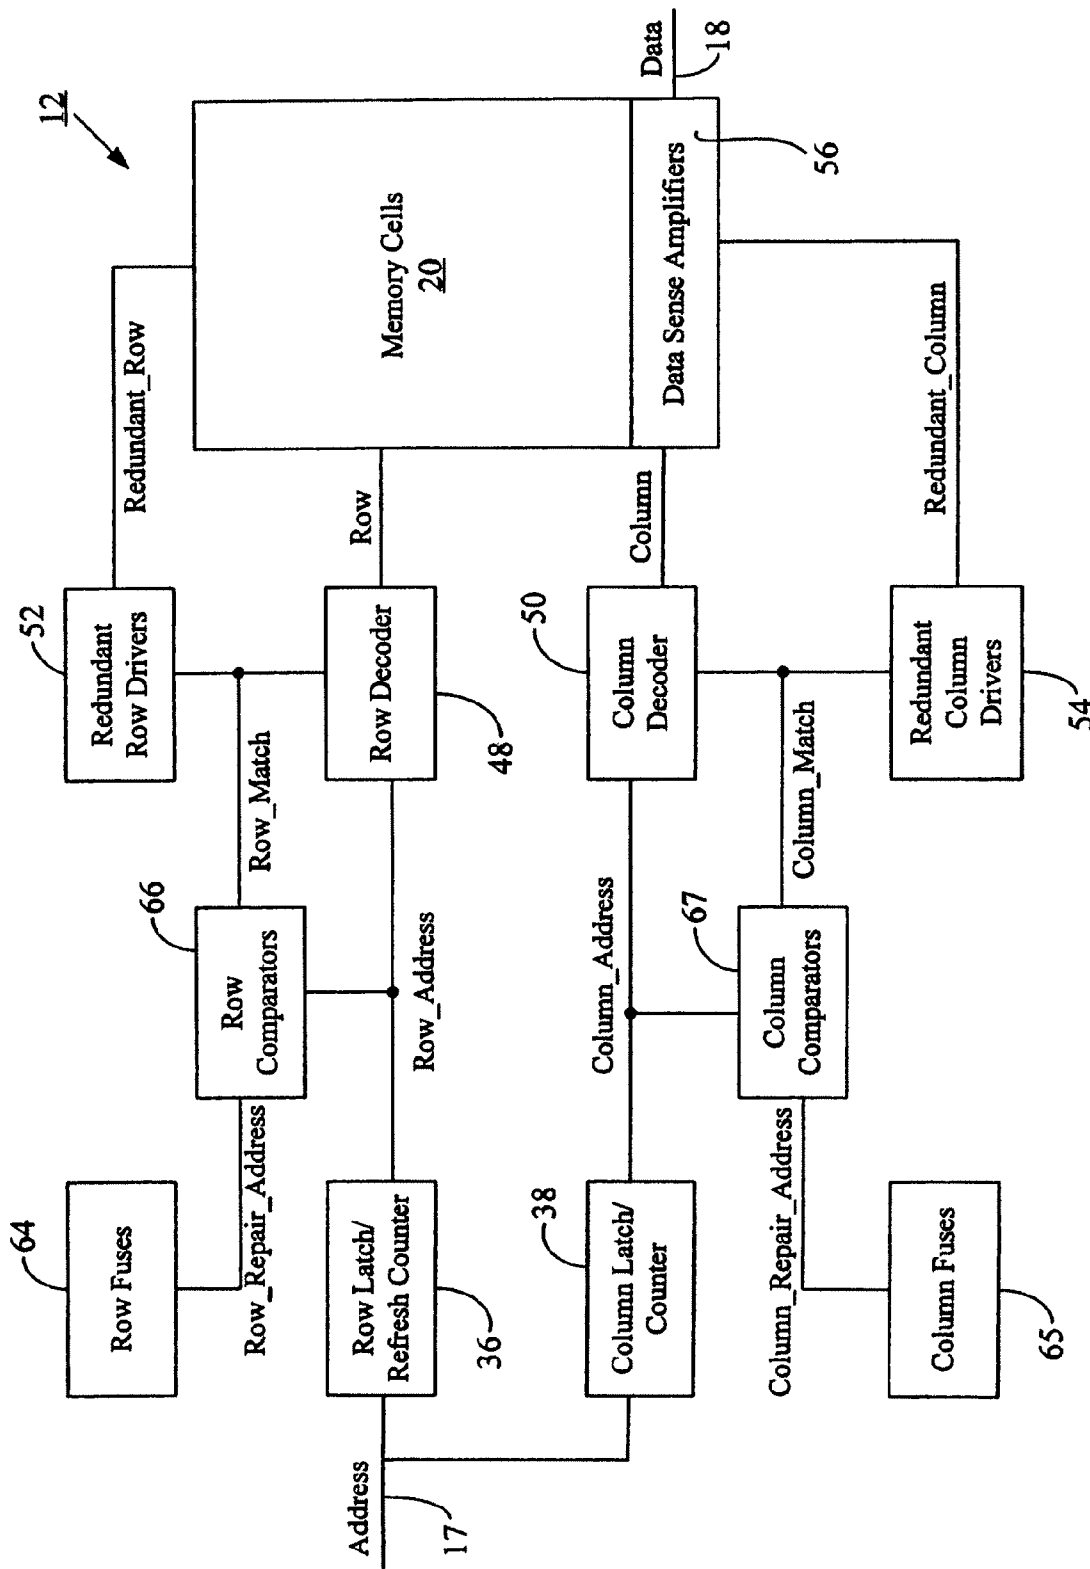 12
64
Row Fuses
Row_Repair_Address
66
Row
Comparators
Row_Match
52
Redundant
Row Drivers
Redundant_Row
Address
17
Row Latch/
Refresh Counter
36
Row_Address
Row Decoder
48
Row
Memory Cells
20
38
Column Latch/
Counter
Column_Address
50
Column
Decoder
Column
Data Sense Amplifiers
56
Data
18
Column_Repair_Address
67
Column
Comparators
Column_Match
Column Fuses
65
Redundant
Column
Drivers
54
Redundant_Column